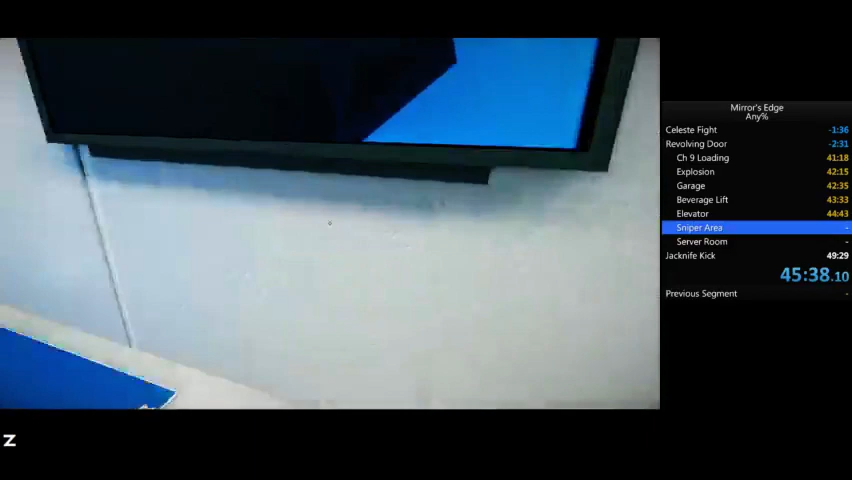 Mirror's Edge
Any%
Celeste Fight -1:36
Revolving Door -2:31
Ch 9 Loading 41:18
Explosion 42:15
Garage 42:35
Beverage Lift 43:33
Elevator 44:43
Sniper Area -
Server Room -
Jacknife Kick 49:29
45:38.10
Previous Segment -
z